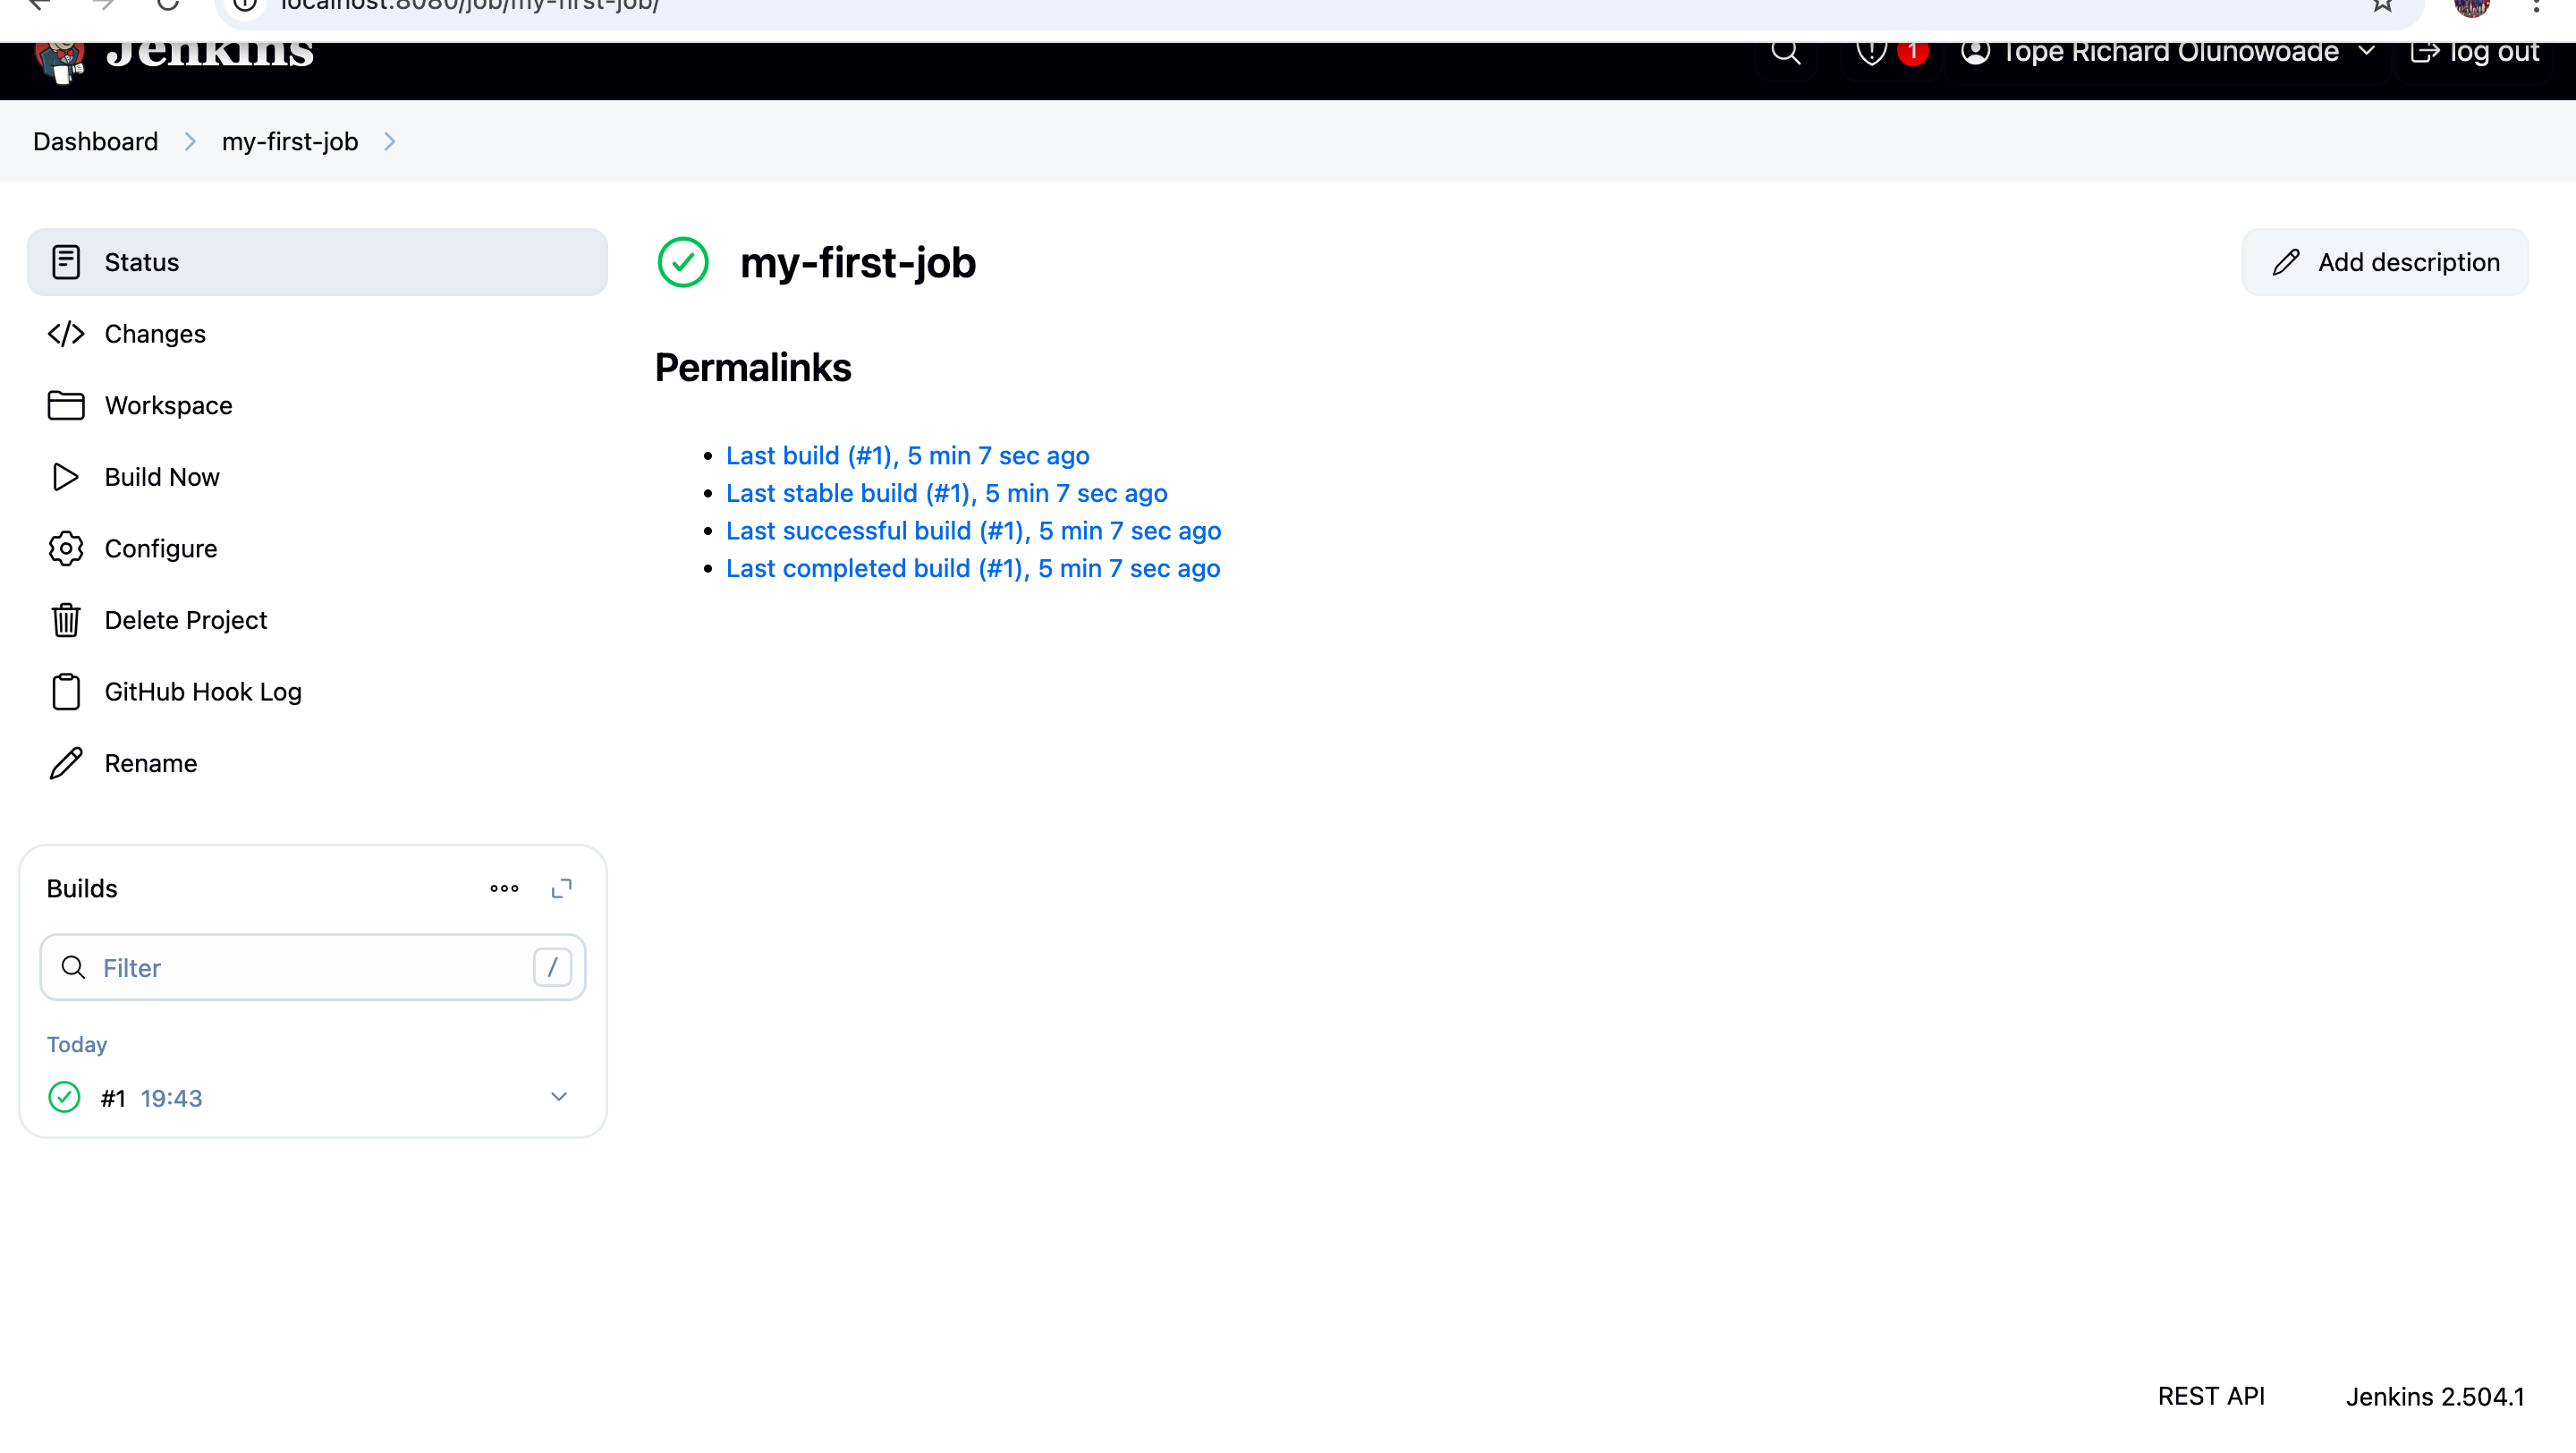 localhost:8080/job/my-first-job/
Jenkins
1
Tope Richard Olunowoade
log out
Dashboard
my-first-job
Status
Changes
Workspace
Build Now
Configure
Delete Project
GitHub Hook Log
Rename
Builds
Filter
/
Today
#1 19:43
my-first-job
Add description
Permalinks
Last build (#1), 5 min 7 sec ago
Last stable build (#1), 5 min 7 sec ago
Last successful build (#1), 5 min 7 sec ago
Last completed build (#1), 5 min 7 sec ago
REST API
Jenkins 2.504.1